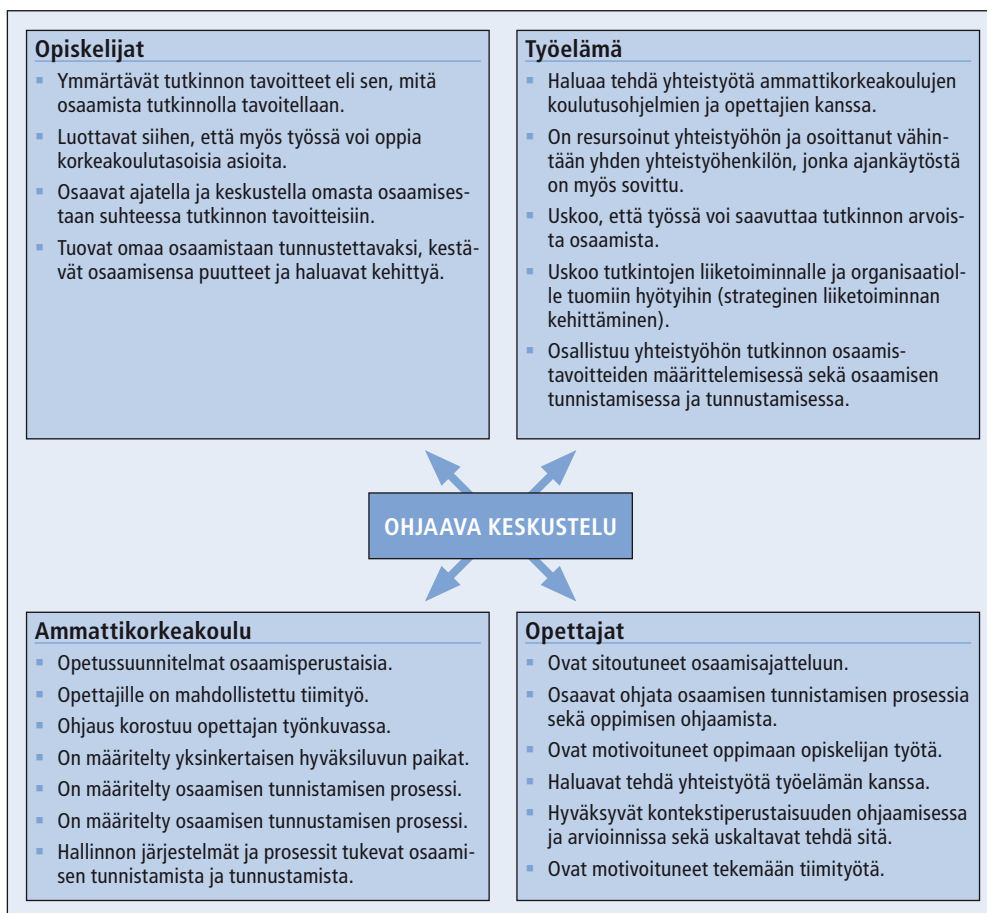 Opiskelijat
▪ Ymmärtävät tutkinnon tavoitteet eli sen, mitä
osaamista tutkinnolla tavoitellaan.
▪ Luottavat siihen, että myös työssä voi oppia
korkeakoulutasoisia asioita.
▪ Osaavat ajatella ja keskustella omasta osaamises-
taan suhteessa tutkinnon tavoitteisiin.
▪ Tuovat omaa osaamistaan tunnustettavaksi, kestä-
vät osaamisensa puutteet ja haluavat kehittyä.
Työelämä
▪ Haluaa tehdä yhteistyötä ammattikorkeakoulujen
koulutusohjelmien ja opettajien kanssa.
▪ On resursoinut yhteistyöhön ja osoittanut vähin-
tään yhden yhteistyöhenkilön, jonka ajankäytöstä
on myös sovittu.
▪ Uskoo, että työssä voi saavuttaa tutkinnon arvois-
ta osaamista.
▪ Uskoo tutkintojen liiketoiminnalle ja organisaatiol-
le tuomiin hyötyihin (strateginen liiketoiminnan
kehittäminen).
▪ Osallistuu yhteistyöhön tutkinnon osaamis-
tavoitteiden määrittelemisessä sekä osaamisen
tunnistamisessa ja tunnustamisessa.
OHJAAVA KESKUSTELU
Ammattikorkeakoulu
▪ Opetussuunnitelmat osaamisperustaisia.
▪ Opettajille on mahdollistettu tiimityö.
▪ Ohjaus korostuu opettajan työnkuvassa.
▪ On määritelty yksinkertaisen hyväksiluvun paikat.
▪ On määritelty osaamisen tunnistamisen prosessi.
▪ On määritelty osaamisen tunnustamisen prosessi.
▪ Hallinnon järjestelmät ja prosessit tukevat osaami-
sen tunnistamista ja tunnustamista.
Opettajat
▪ Ovat sitoutuneet osaamisajatteluun.
▪ Osaavat ohjata osaamisen tunnistamisen prosessia
sekä oppimisen ohjaamista.
▪ Ovat motivoituneet oppimaan opiskelijan työtä.
▪ Haluavat tehdä yhteistyötä työelämän kanssa.
▪ Hyväksyvät kontekstiperustaisuuden ohjaamisessa
ja arvioinnissa sekä uskaltavat tehdä sitä.
▪ Ovat motivoituneet tekemään tiimityötä.